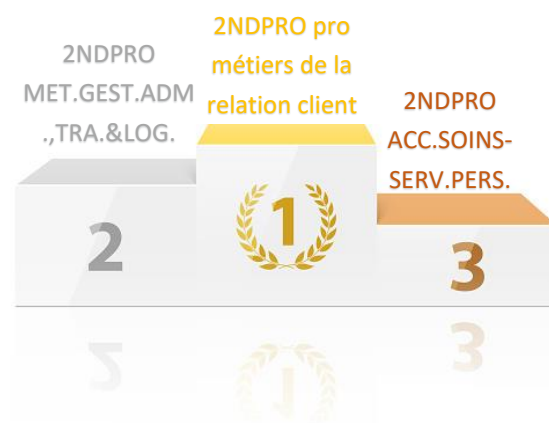 2NDPRO
MET.GEST.ADM
.,TRA.&LOG.
2NDPRO pro
métiers de la
relation client
2NDPRO
ACC.SOINS-
SERV.PERS.
2
1
3